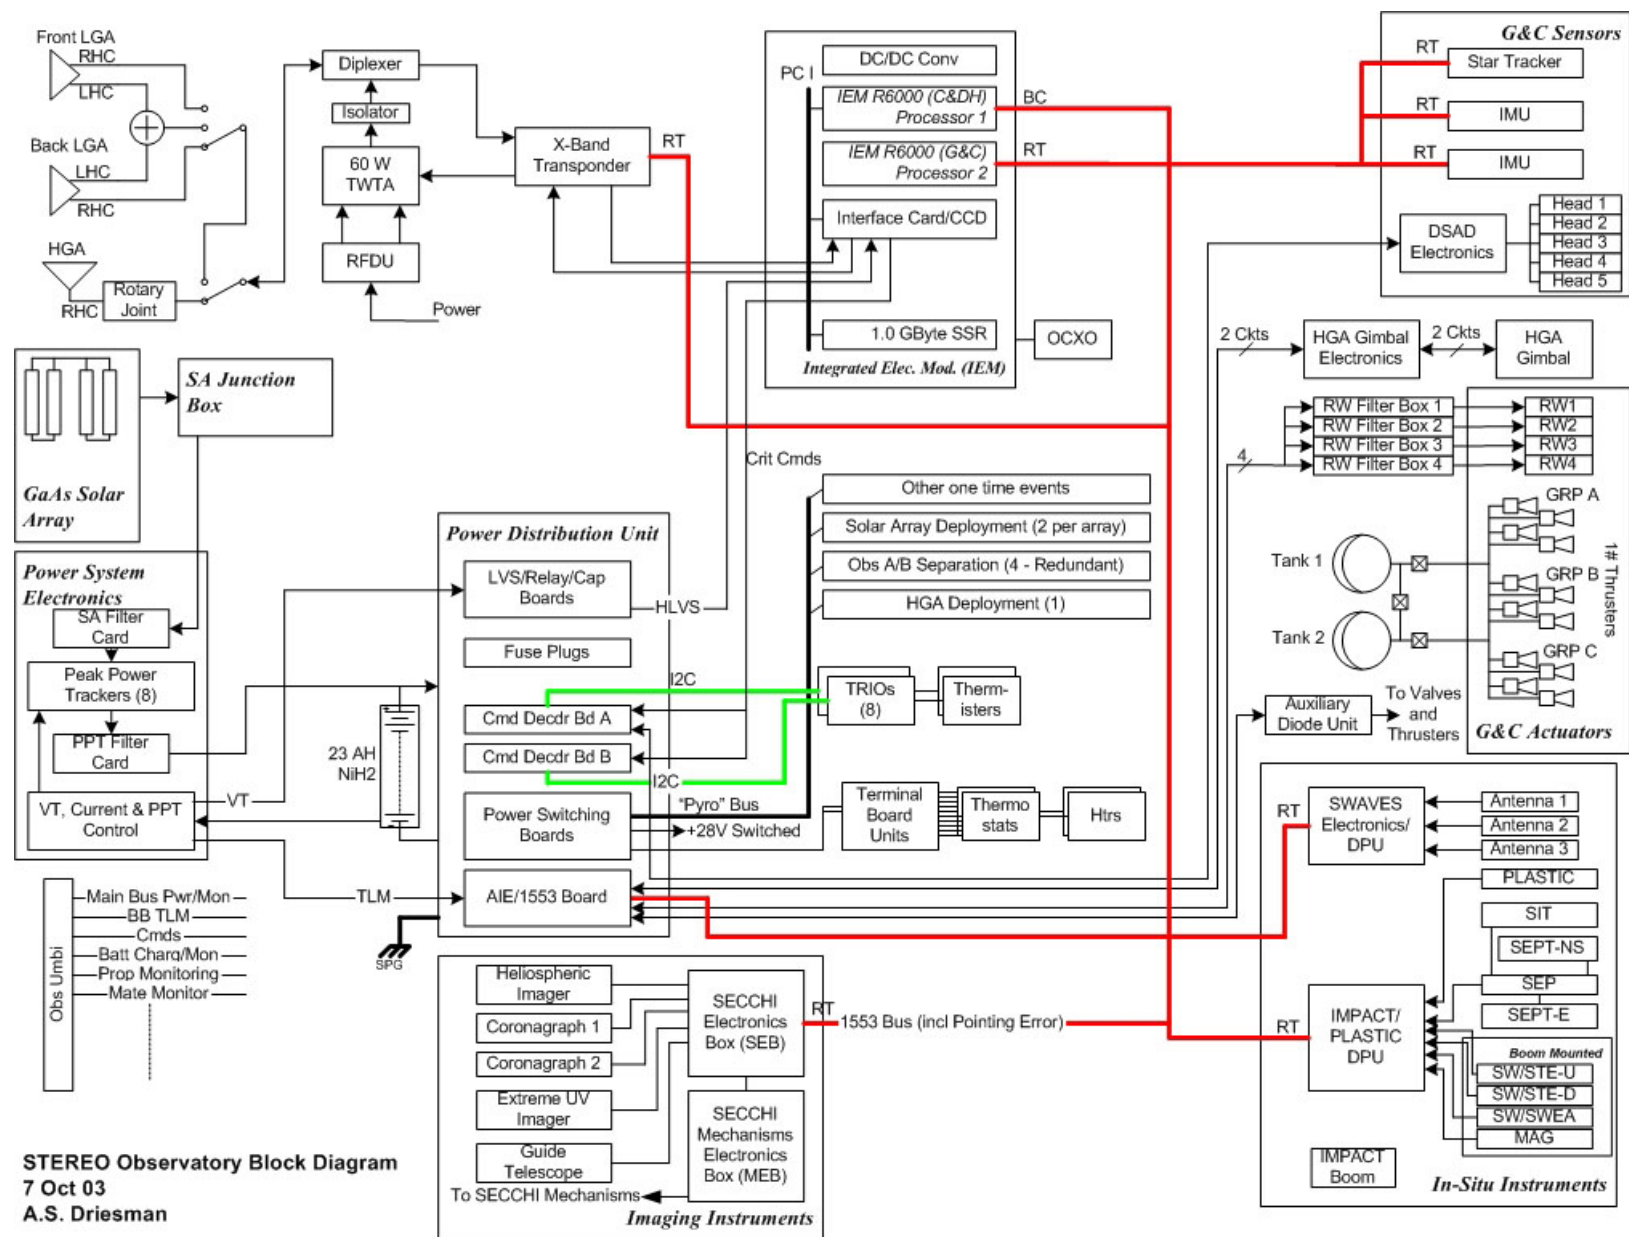 Front LGA
RHC
LHC
Back LGA
LHC
RHC
HGA
RHC
Rotary
Joint
Diplexer
Isolator
60 W
TWTA
RFDU
Power
X-Band
Transponder
RT
PC I
DC/DC Conv
IEM R6000 (C&DH)
Processor 1
BC
IEM R6000 (G&C)
Processor 2
RT
Interface Card/CCD
1.0 GByte SSR
Integrated Elec. Mod. (IEM)
OCXO
G&C Sensors
RT
Star Tracker
RT
IMU
RT
IMU
DSAD
Electronics
Head 1
Head 2
Head 3
Head 4
Head 5
2 Ckts
HGA Gimbal
Electronics
2 Ckts
HGA
Gimbal
4
RW Filter Box 1
RW Filter Box 2
RW Filter Box 3
RW Filter Box 4
RW1
RW2
RW3
RW4
GRP A
GRP B
GRP C
1# Thrusters
Tank 1
Tank 2
Auxiliary
Diode Unit
To Valves
and
Thrusters
G&C Actuators
GaAs Solar
Array
SA Junction
Box
Power System
Electronics
SA Filter
Card
Peak Power
Trackers (8)
PPT Filter
Card
VT, Current & PPT
Control
VT
TLM
23 AH
NiH2
Power Distribution Unit
LVS/Relay/Cap
Boards
HLVS
Fuse Plugs
Cmd Decdr Bd A
Cmd Decdr Bd B
I2C
I2C
Power Switching
Boards
"Pyro" Bus
+28V Switched
AIE/1553 Board
SPG
Crit Cmds
Other one time events
Solar Array Deployment (2 per array)
Obs A/B Separation (4 - Redundant)
HGA Deployment (1)
TRIOs
(8)
Therm-
isters
Terminal
Board
Units
Thermo
stats
Htrs
Obs Umbi
Main Bus Pwr/Mon
BB TLM
Cmds
Batt Charg/Mon
Prop Monitoring
Mate Monitor
Heliospheric
Imager
Coronagraph 1
Coronagraph 2
Extreme UV
Imager
Guide
Telescope
To SECCHI Mechanisms
SECCHI
Electronics
Box (SEB)
SECCHI
Mechanisms
Electronics
Box (MEB)
Imaging Instruments
RT
1553 Bus (incl Pointing Error)
RT
SWAVES
Electronics/
DPU
Antenna 1
Antenna 2
Antenna 3
PLASTIC
SIT
SEPT-NS
SEP
SEPT-E
RT
IMPACT/
PLASTIC
DPU
Boom Mounted
SW/STE-U
SW/STE-D
SW/SWEA
MAG
IMPACT
Boom
In-Situ Instruments
STEREO Observatory Block Diagram
7 Oct 03
A.S. Driesman